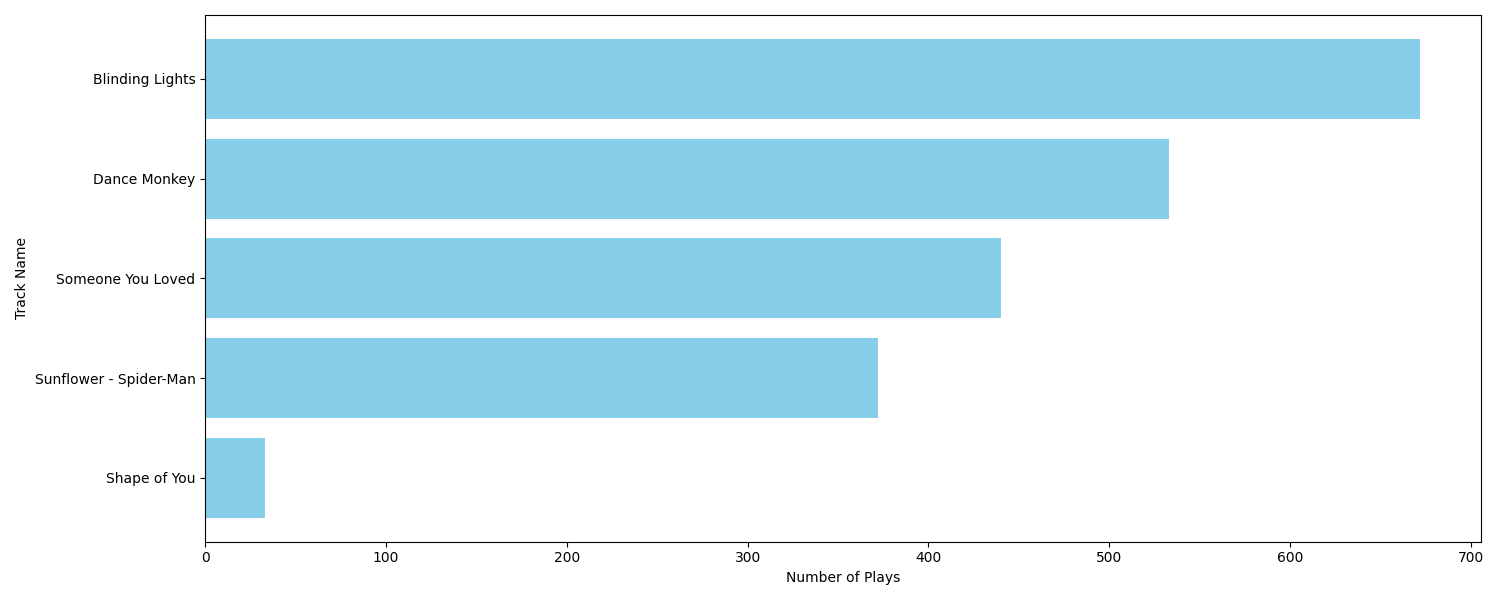 Track Name
Blinding Lights
Dance Monkey
Someone You Loved
Sunflower - Spider-Man
Shape of You
0 100 200 300 400 500 600 700
Number of Plays